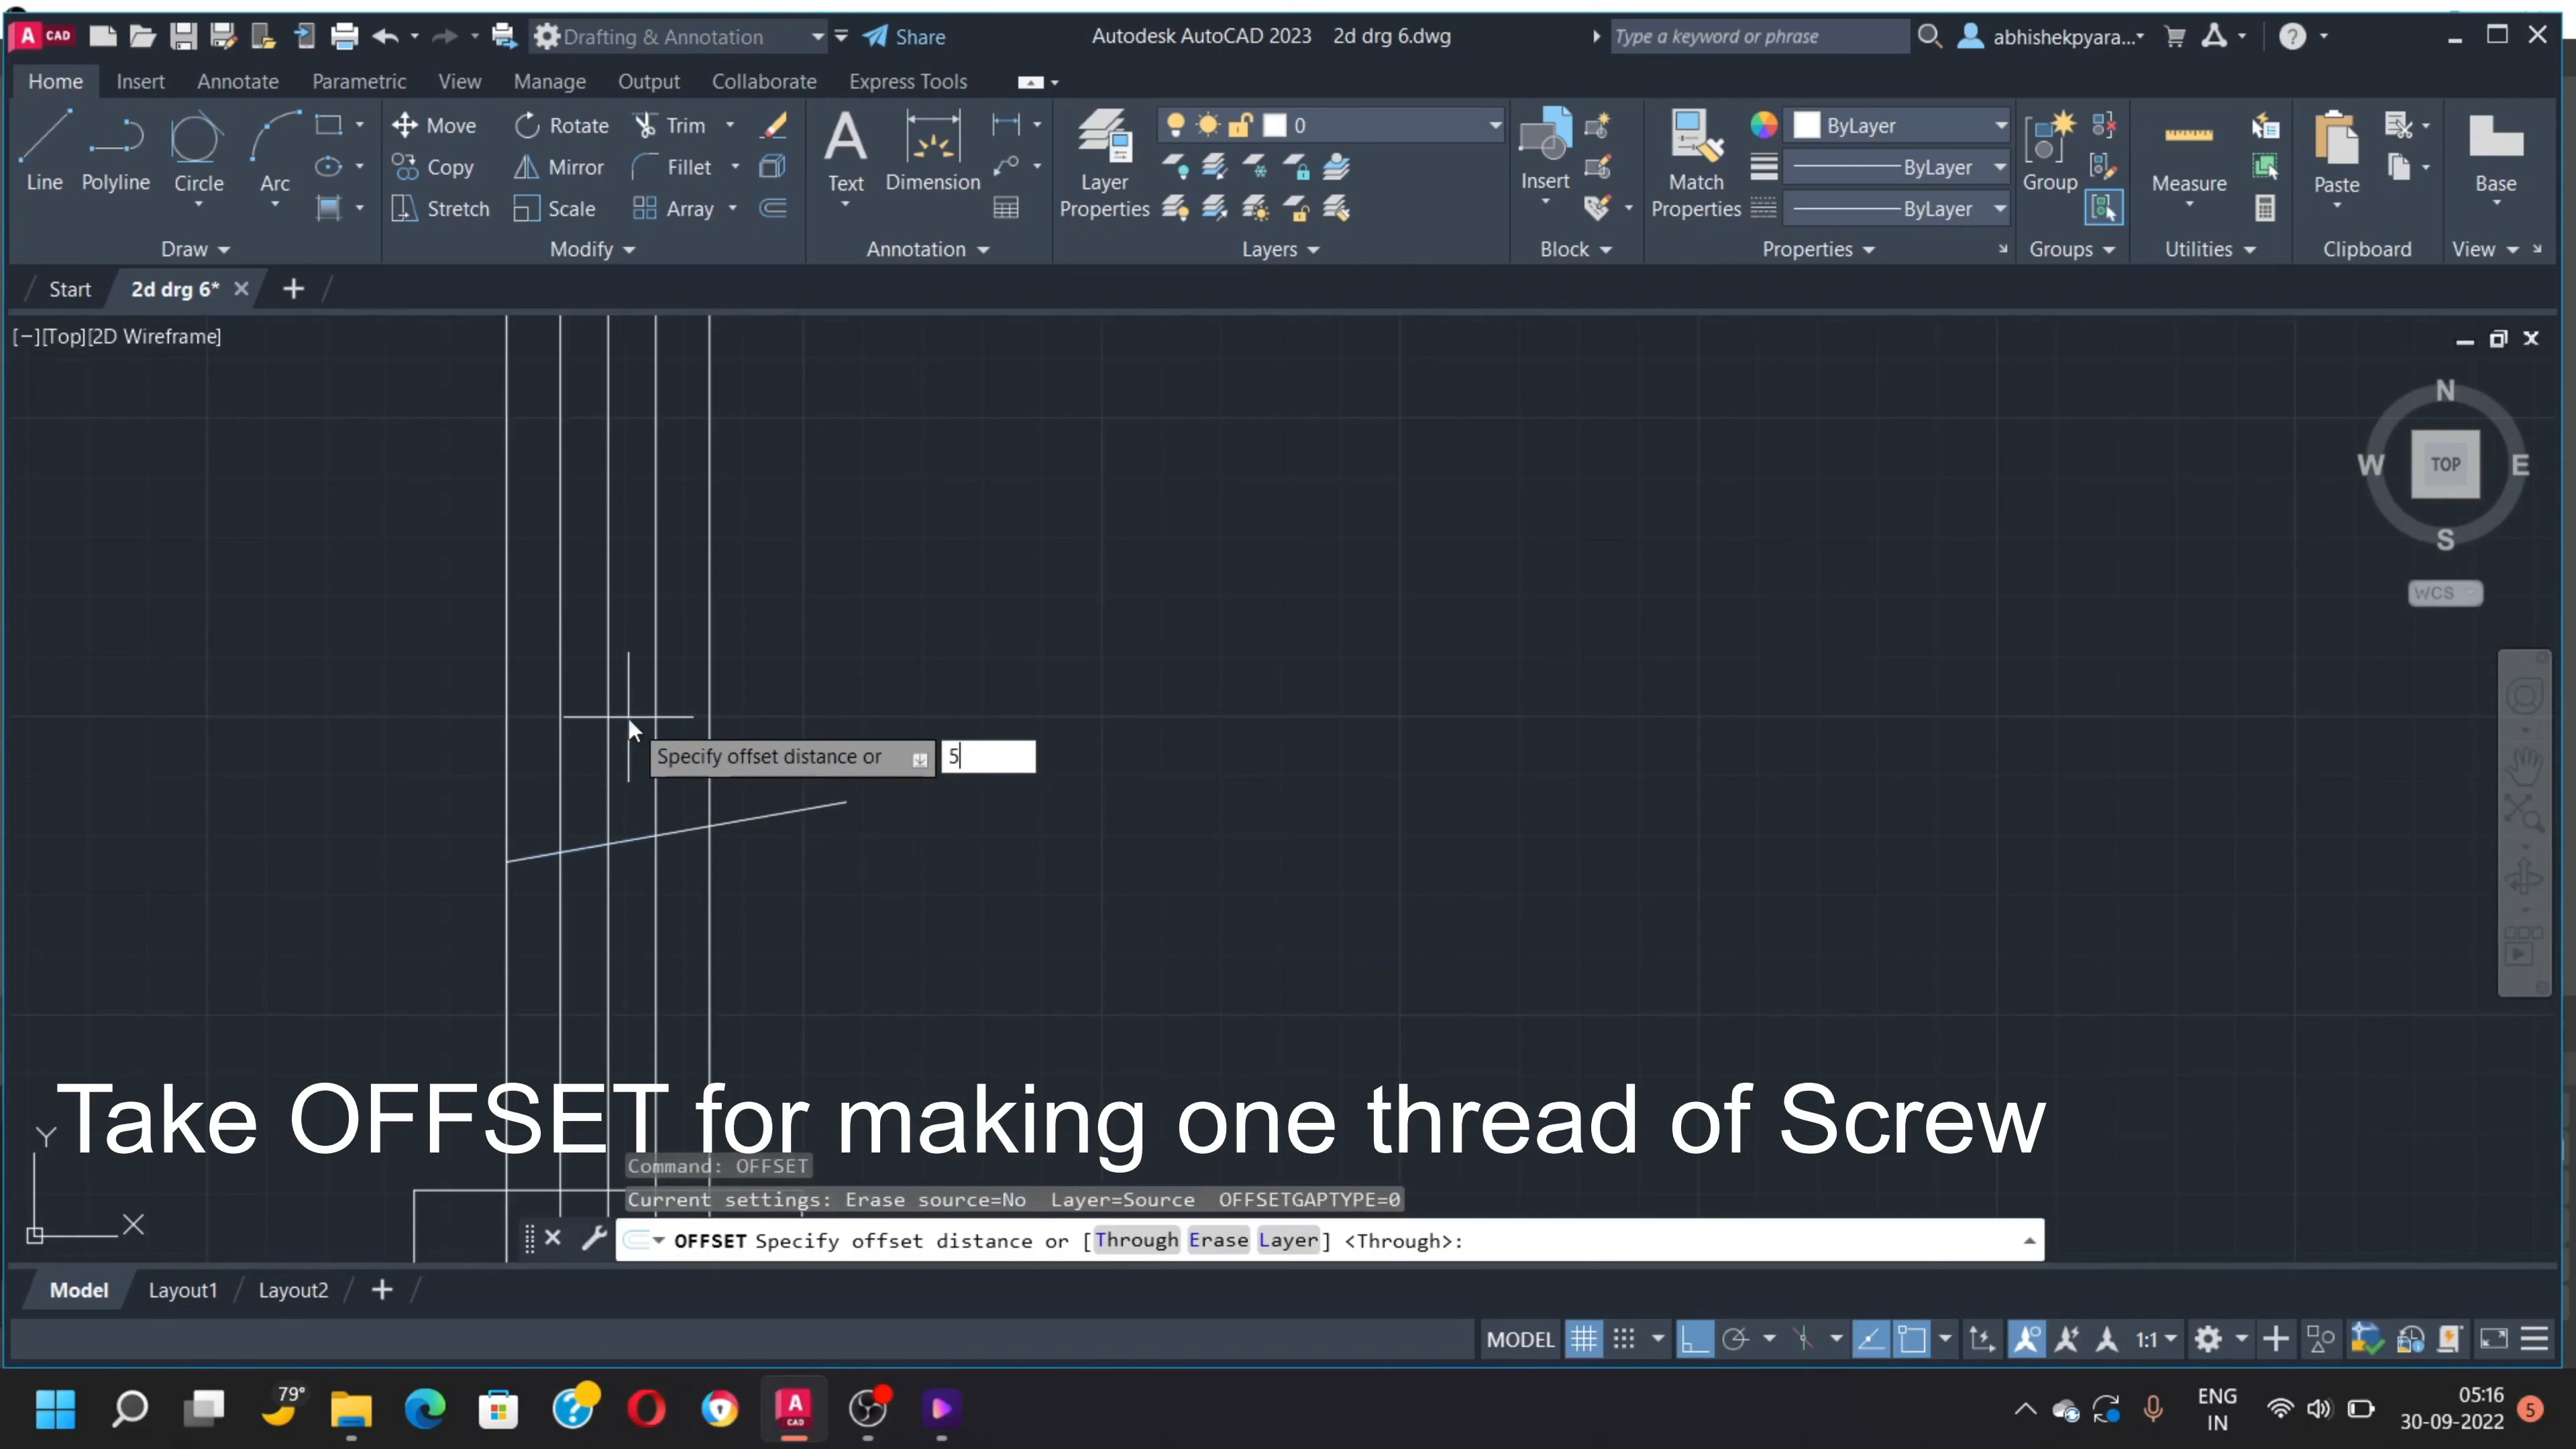 A CAD
Drafting & Annotation
Share
Autodesk AutoCAD 2023 2d drg 6.dwg
Type a keyword or phrase
abhishekpyara...
Home Insert Annotate Parametric View Manage Output Collaborate Express Tools
Line Polyline Circle Arc
Move Rotate Trim
Copy Mirror Fillet
Stretch Scale Array
Text Dimension
Layer Properties
0
Insert
Match Properties
ByLayer
ByLayer
ByLayer
Group
Measure
Paste
Base
Draw Modify Annotation Layers Block Properties Groups Utilities Clipboard View
Start 2d drg 6*
[−][Top][2D Wireframe]
N
W TOP E
S
WCS
Specify offset distance or 5
Take OFFSET for making one thread of Screw
Y
X
Command: OFFSET
Current settings: Erase source=No Layer=Source OFFSETGAPTYPE=0
OFFSET Specify offset distance or [Through Erase Layer] <Through>:
Model Layout1 Layout2
MODEL 1:1
79°
A CAD
ENG
IN
05:16
30-09-2022
5